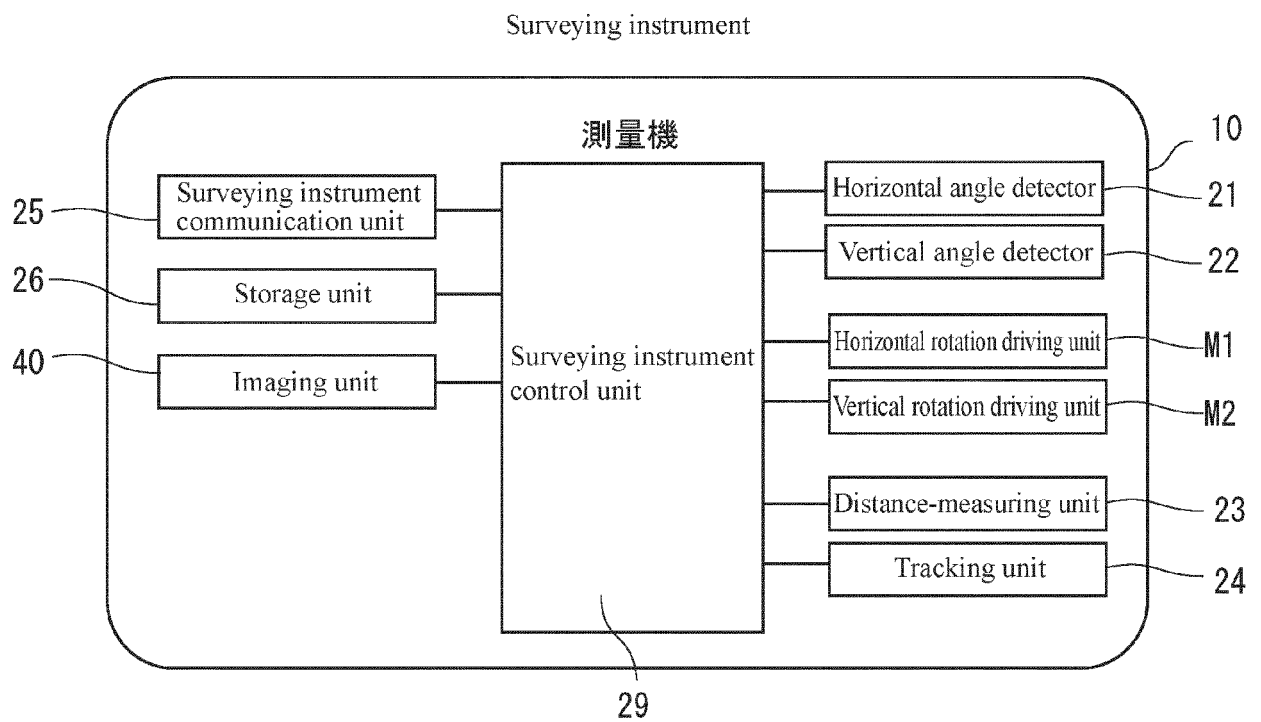 Surveying instrument
測量機
10
25
Surveying instrument
communication unit
26
Storage unit
40
Imaging unit
Surveying instrument
control unit
29
Horizontal angle detector
21
Vertical angle detector
22
Horizontal rotation driving unit
M1
Vertical rotation driving unit
M2
Distance-measuring unit
23
Tracking unit
24